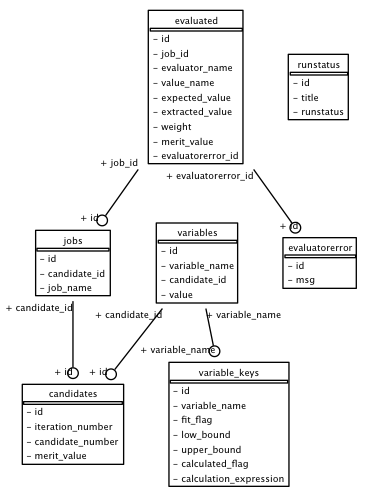 evaluated
- id
- job_id
- evaluator_name
- value_name
- expected_value
- extracted_value
- weight
- merit_value
- evaluatorerror_id
runstatus
- id
- title
- runstatus
+ job_id
+ evaluatorerror_id
+ id
+ id
jobs
- id
- candidate_id
- job_name
variables
- id
- variable_name
- candidate_id
- value
evaluatorerror
- id
- msg
+ candidate_id
+ candidate_id
+ variable_name
+ variable_name
+ id
+ id
candidates
- id
- iteration_number
- candidate_number
- merit_value
variable_keys
- id
- variable_name
- fit_flag
- low_bound
- upper_bound
- calculated_flag
- calculation_expression